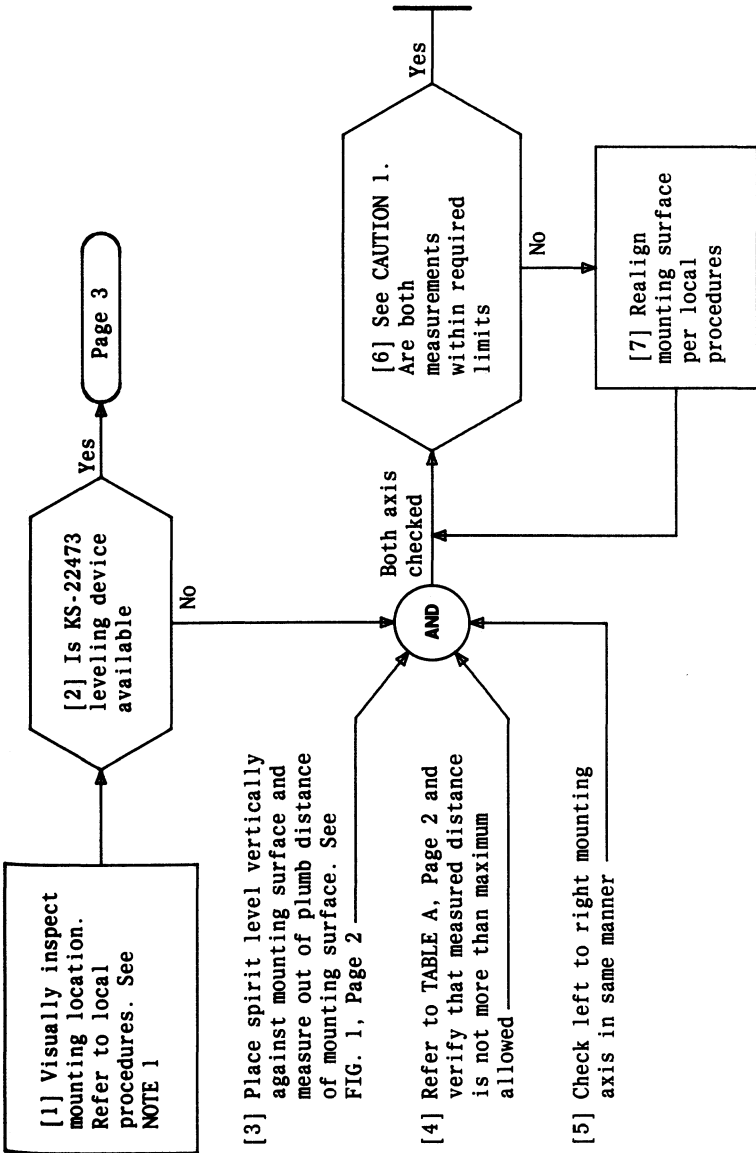 [1] Visually inspect
mounting location.
Refer to local
procedures. See
NOTE 1
[2] Is KS-22473
leveling device
available
Yes
Page 3
No
[3] Place spirit level vertically
against mounting surface and
measure out of plumb distance
of mounting surface. See
FIG. 1, Page 2
[4] Refer to TABLE A, Page 2 and
verify that measured distance
is not more than maximum
allowed
[5] Check left to right mounting
axis in same manner
AND
Both axis
checked
[6] See CAUTION 1.
Are both
measurements
within required
limits
Yes
No
[7] Realign
mounting surface
per local
procedures